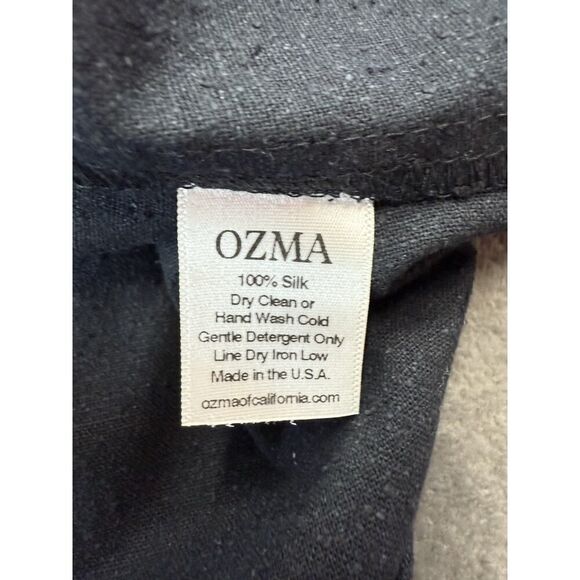 OZMA
100% Silk
Dry Clean or
Hand Wash Cold
Gentle Detergent Only
Line Dry Iron Low
Made in the U.S.A.
ozmaofcalifornia.com